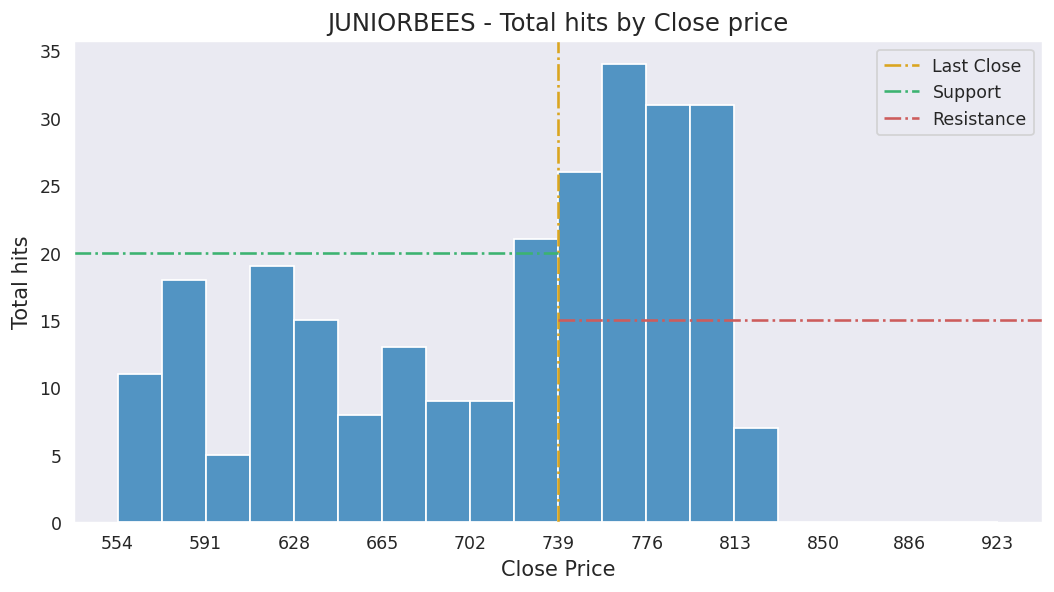 JUNIORBEES - Total hits by Close price
Last Close
Support
Resistance
Total hits
35
30
25
20
15
10
5
0
554 591 628 665 702 739 776 813 850 886 923
Close Price